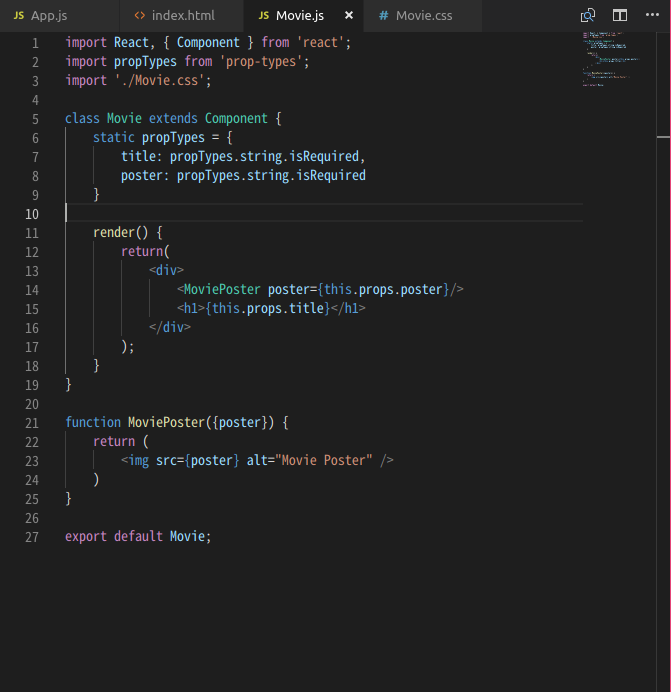 JS App.js <> index.html JS Movie.js × # Movie.css ···
1 import React, { Component } from 'react';
2 import propTypes from 'prop-types';
3 import './Movie.css';
4
5 class Movie extends Component {
6     static propTypes = {
7         title: propTypes.string.isRequired,
8         poster: propTypes.string.isRequired
9     }
10
11     render() {
12         return(
13             <div>
14                 <MoviePoster poster={this.props.poster}/>
15                 <h1>{this.props.title}</h1>
16             </div>
17         );
18     }
19 }
20
21 function MoviePoster({poster}) {
22     return (
23         <img src={poster} alt="Movie Poster" />
24     )
25 }
26
27 export default Movie;